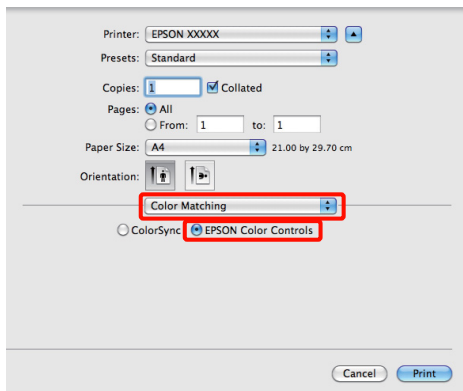 Printer: EPSON XXXXX
Presets: Standard
Copies: 1 Collated
Pages: All
From: 1 to: 1
Paper Size: A4 21.00 by 29.70 cm
Orientation:
Color Matching
ColorSync EPSON Color Controls
Cancel Print